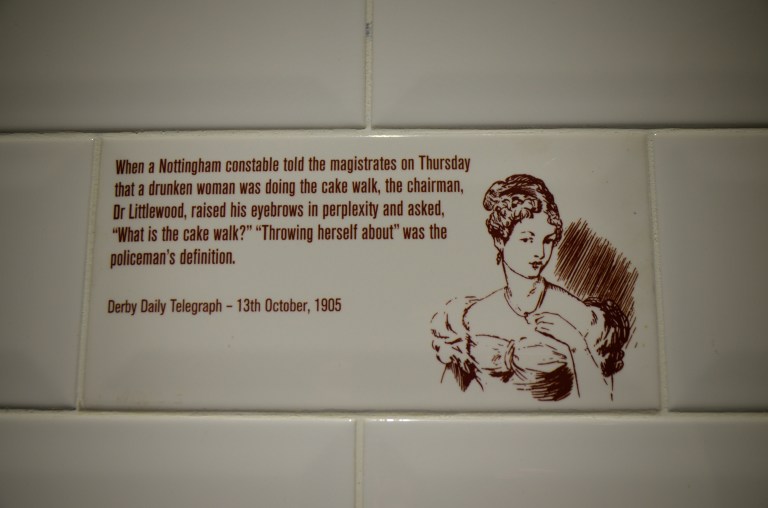 When a Nottingham constable told the magistrates on Thursday
that a drunken woman was doing the cake walk, the chairman,
Dr Littlewood, raised his eyebrows in perplexity and asked,
“What is the cake walk?” “Throwing herself about” was the
policeman’s definition.
Derby Daily Telegraph – 13th October, 1905